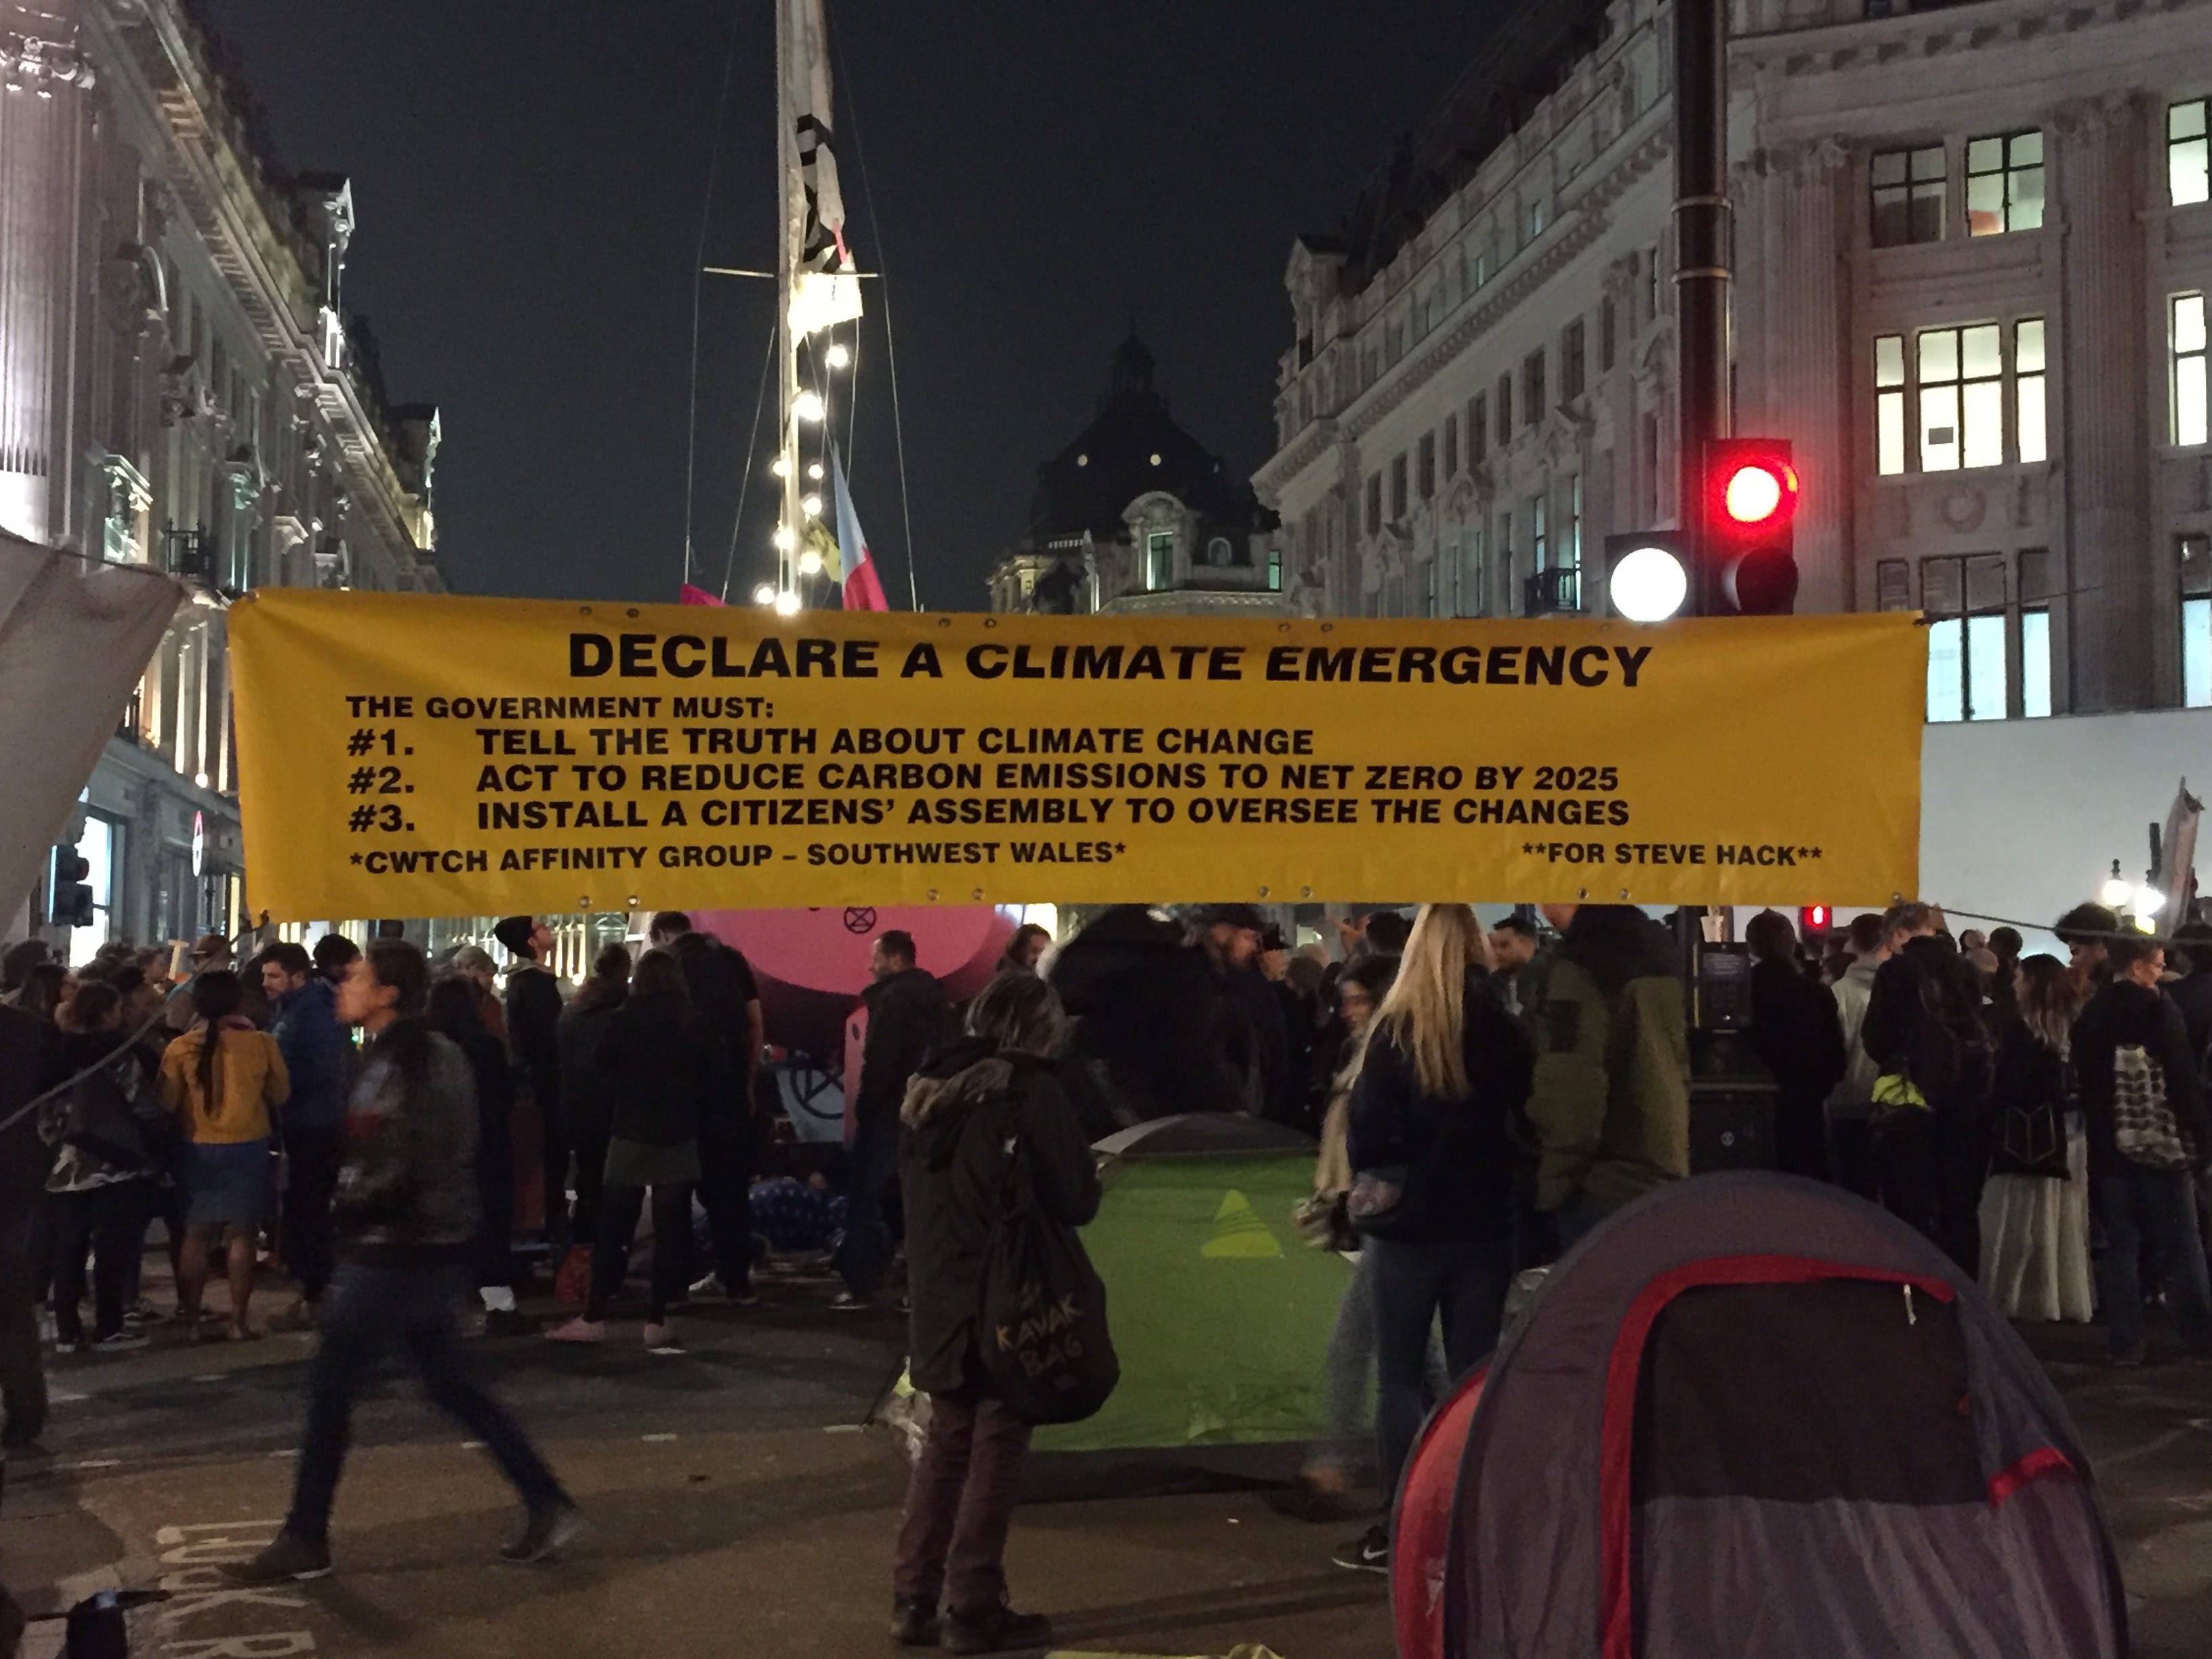 DECLARE A CLIMATE EMERGENCY
THE GOVERNMENT MUST:
#1. TELL THE TRUTH ABOUT CLIMATE CHANGE
#2. ACT TO REDUCE CARBON EMISSIONS TO NET ZERO BY 2025
#3. INSTALL A CITIZENS' ASSEMBLY TO OVERSEE THE CHANGES
*CWTCH AFFINITY GROUP – SOUTHWEST WALES*
**FOR STEVE HACK**
KAYAK
BAG